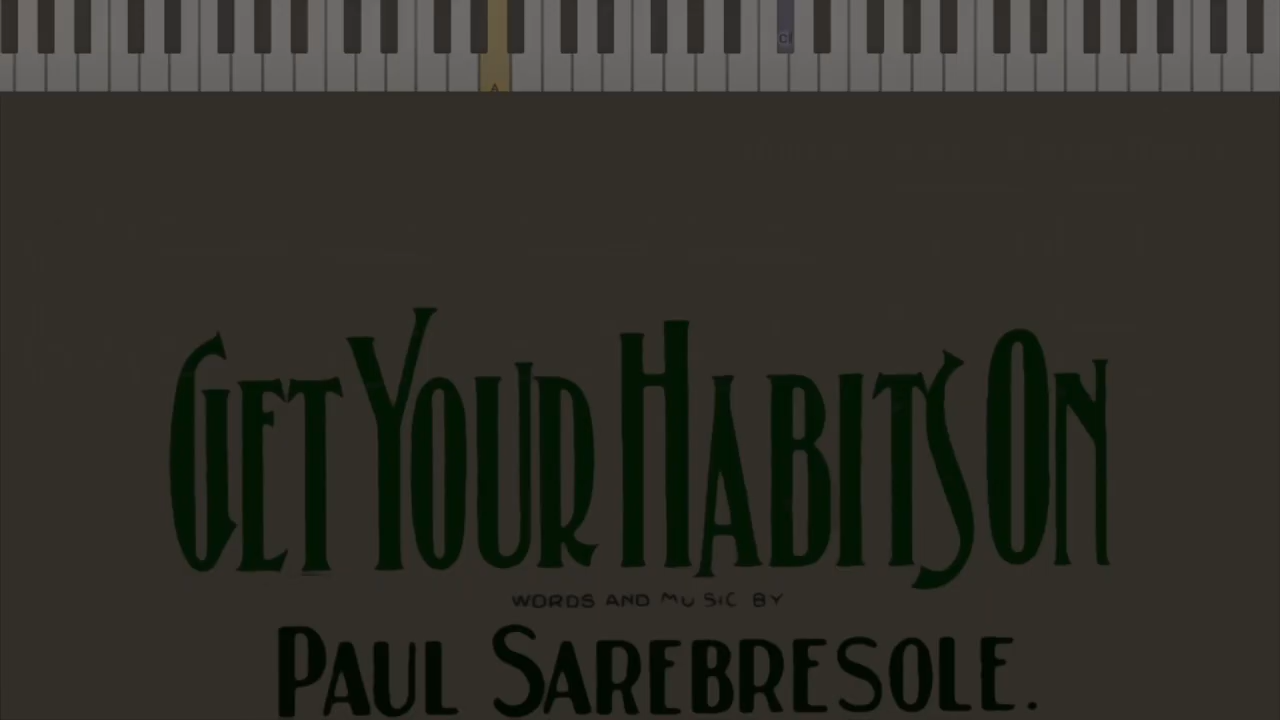 A
C♯
GET YOUR HABITS ON
WORDS AND MUSIC BY
PAUL SAREBRESOLE.